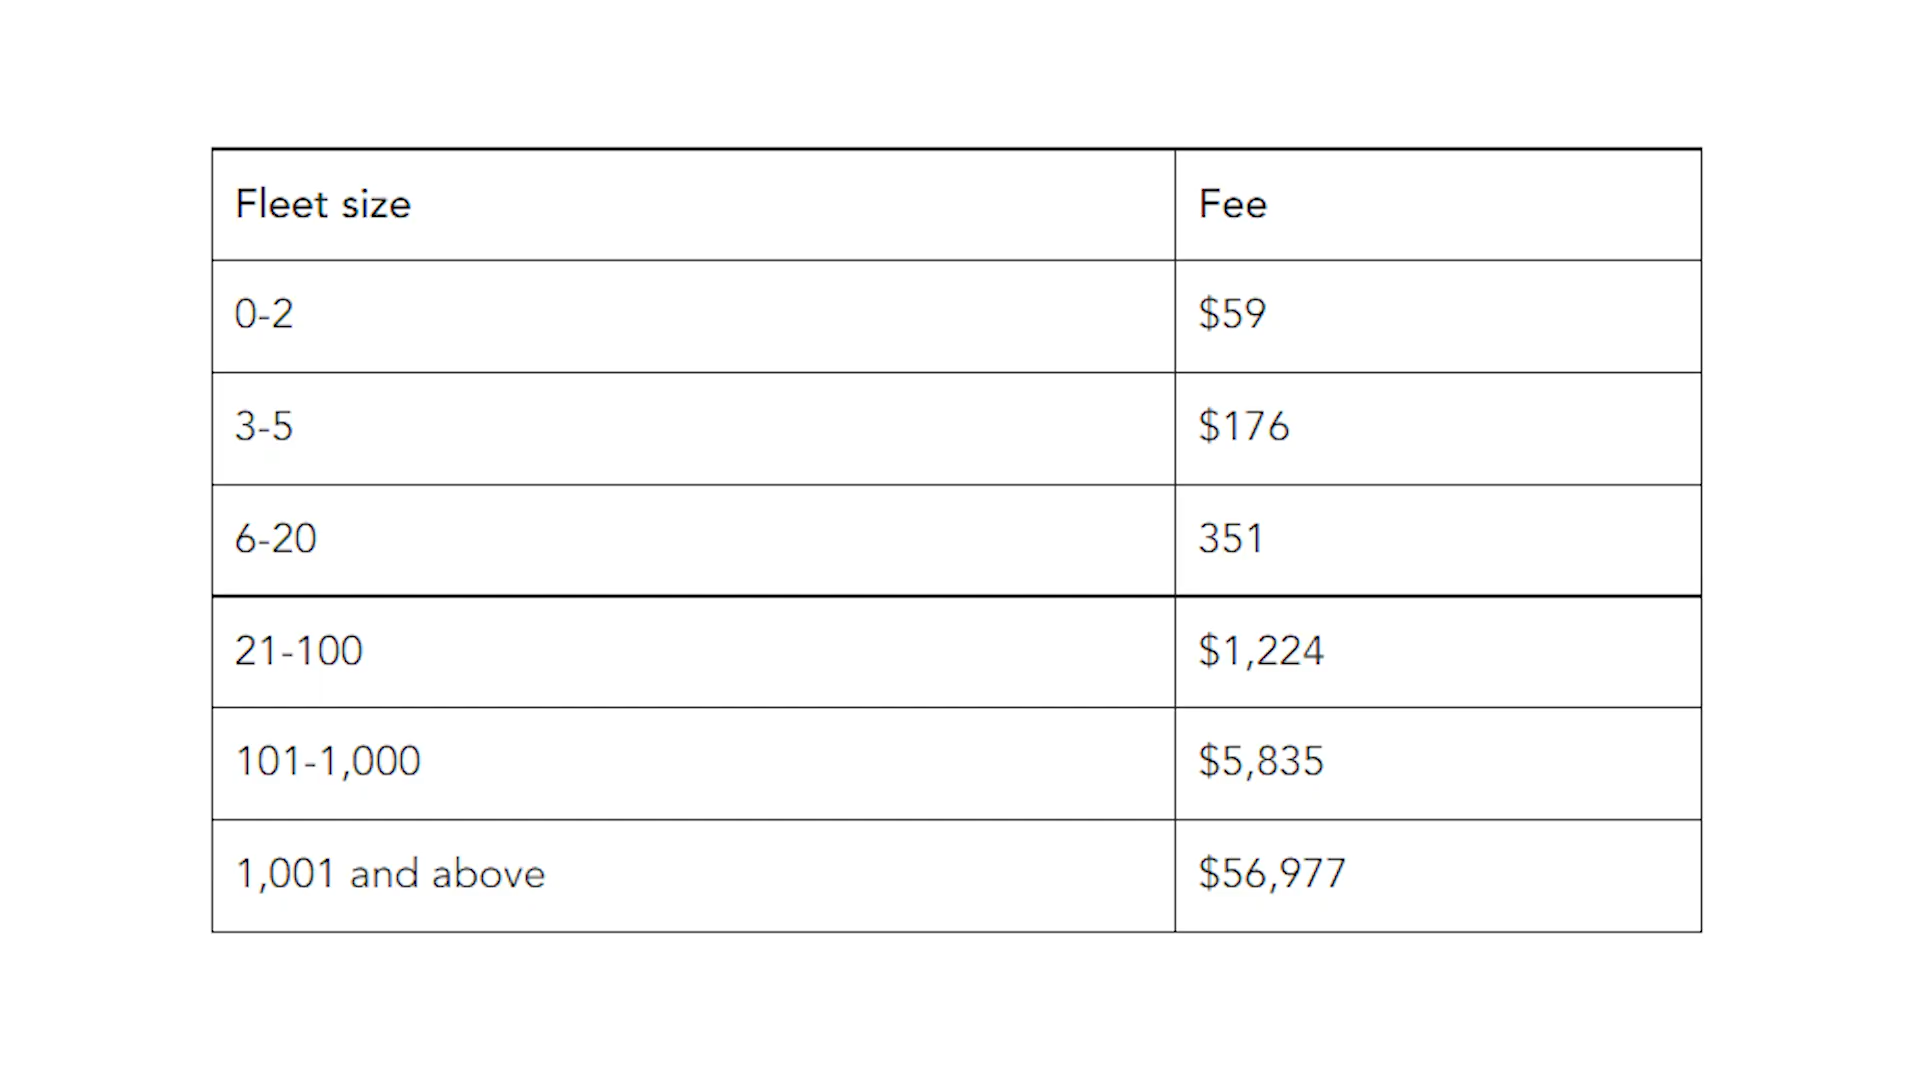 Fleet size Fee
0-2 $59
3-5 $176
6-20 351
21-100 $1,224
101-1,000 $5,835
1,001 and above $56,977